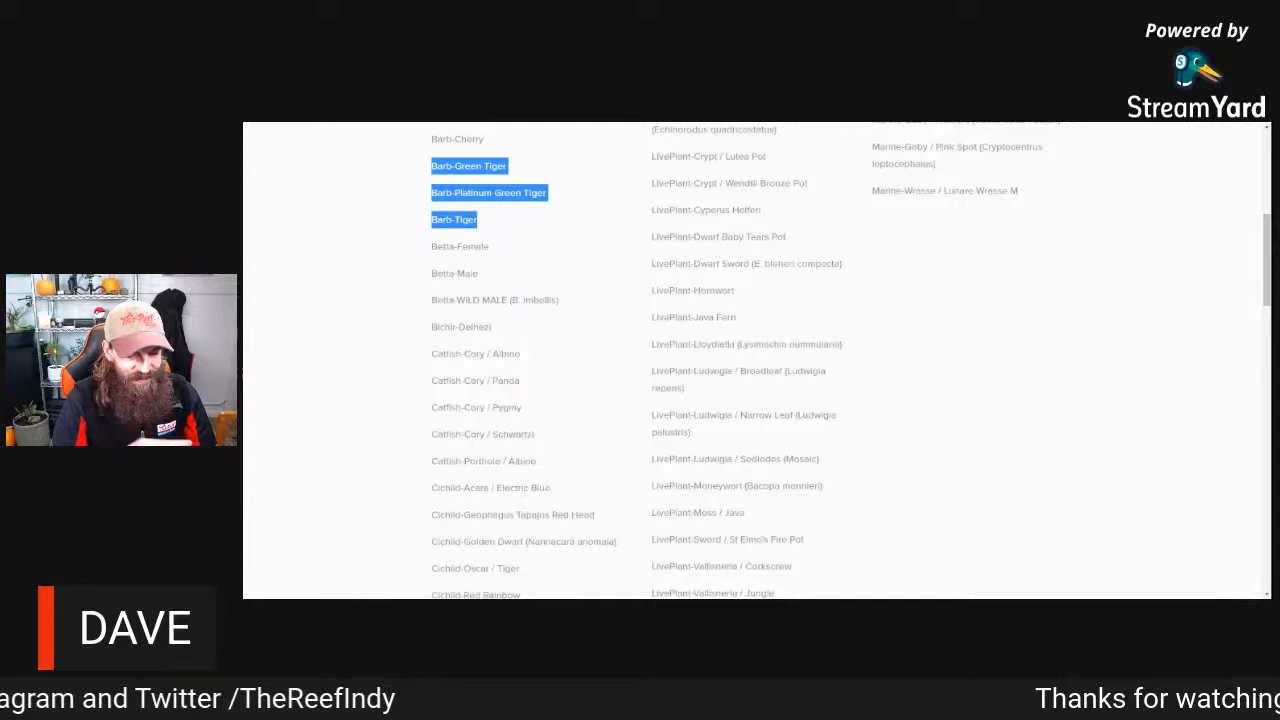 Powered by
StreamYard
Barb-Cherry
Barb-Green Tiger
Barb-Platinum Green Tiger
Barb-Tiger
Betta-Female
Betta-Male
Betta-WILD MALE (B. imbellis)
Bichir-Delhezi
Catfish-Cory / Albino
Catfish-Cory / Panda
Catfish-Cory / Pygmy
Catfish-Cory / Schwartzi
Catfish-Porthole / Albino
Cichlid-Acara / Electric Blue
Cichlid-Geophagus Tapajos Red Head
Cichlid-Golden Dwarf (Nannacara anomala)
Cichlid-Oscar / Tiger
Cichlid-Red Rainbow
(Echinorodus quadricostatus)
LivePlant-Crypt / Lutea Pot
LivePlant-Crypt / Wendtii Bronze Pot
LivePlant-Cyperus Helferi
LivePlant-Dwarf Baby Tears Pot
LivePlant-Dwarf Sword (E. bleheri compacta)
LivePlant-Hornwort
LivePlant-Java Fern
LivePlant-Lloydiella (Lysimachia nummularia)
LivePlant-Ludwigia / Broadleaf (Ludwigia
repens)
LivePlant-Ludwigia / Narrow Leaf (Ludwigia
palustris)
LivePlant-Ludwigia / Sediodes (Mosaic)
LivePlant-Moneywort (Bacopa monnieri)
LivePlant-Moss / Java
LivePlant-Sword / St Elmo's Fire Pot
LivePlant-Vallisneria / Corkscrew
LivePlant-Vallisneria / Jungle
Marine-Goby / Pink Spot (Cryptocentrus
leptocephalus)
Marine-Wrasse / Lunare Wrasse M
DAVE
agram and Twitter /TheReefIndy
Thanks for watching